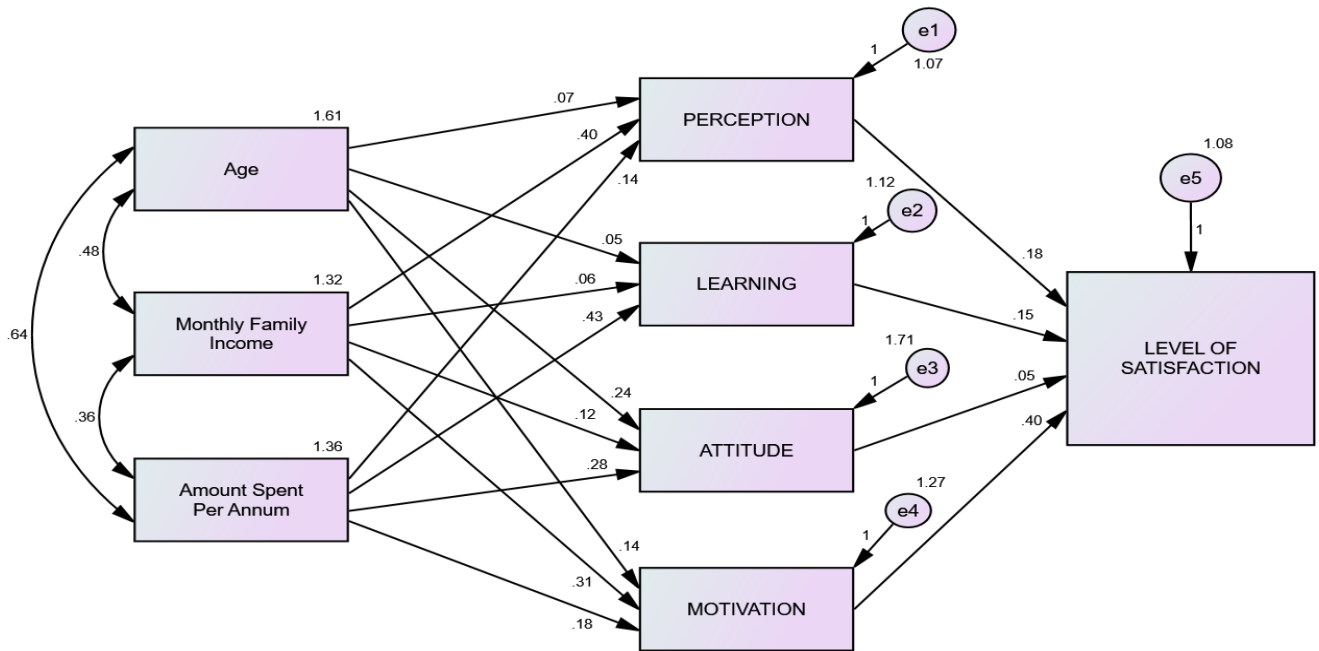 e1
1
1.07
1.61
.07
PERCEPTION
Age
.40
1.08
.14
e5
1.12
e2
1
1
.05
.48
.18
1.32
LEARNING
.06
Monthly Family
Income
.43
.15
.64
1.71
LEVEL OF
SATISFACTION
e3
1
.24
.05
.12
.36
.40
1.36
ATTITUDE
.28
Amount Spent
Per Annum
1.27
e4
1
.14
.31
MOTIVATION
.18